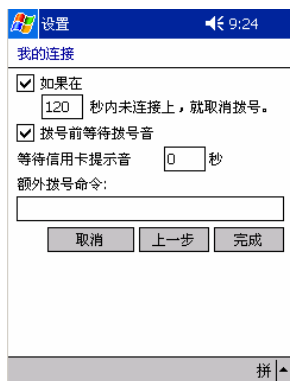 设置 9:24
我的连接
如果在
120 秒内未连接上，就取消拨号。
拨号前等待拨号音
等待信用卡提示音 0 秒
额外拨号命令:
取消 上一步 完成
拼